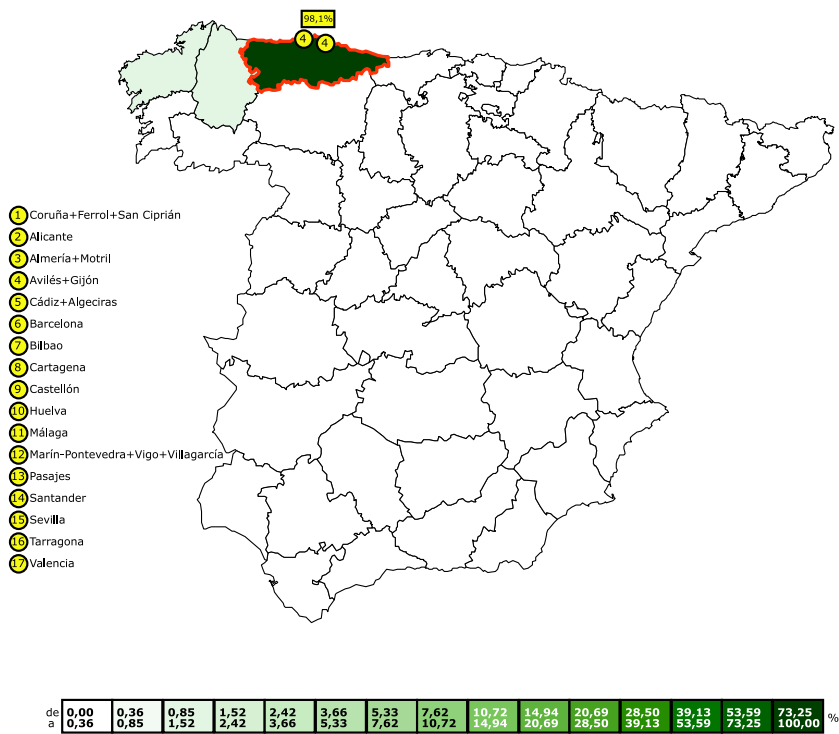 98,1%
4 4
1 Coruña+Ferrol+San Ciprián
2 Alicante
3 Almería+Motril
4 Avilés+Gijón
5 Cádiz+Algeciras
6 Barcelona
7 Bilbao
8 Cartagena
9 Castellón
10 Huelva
11 Málaga
12 Marín-Pontevedra+Vigo+Villagarcía
13 Pasajes
14 Santander
15 Sevilla
16 Tarragona
17 Valencia
de 0,00 0,36 0,85 1,52 2,42 3,66 5,33 7,62 10,72 14,94 20,69 28,50 39,13 53,59 73,25 %
a 0,36 0,85 1,52 2,42 3,66 5,33 7,62 10,72 14,94 20,69 28,50 39,13 53,59 73,25 100,00